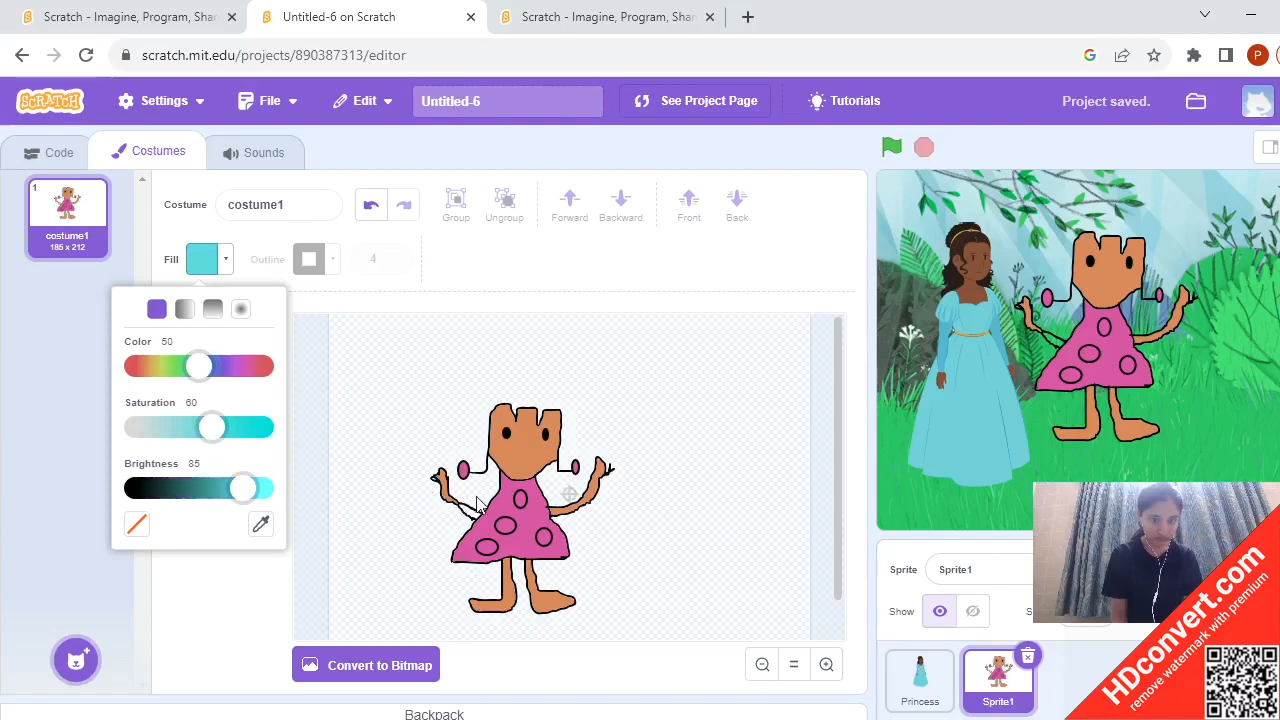 Scratch - Imagine, Program, Shar
Untitled-6 on Scratch
Scratch - Imagine, Program, Shar
scratch.mit.edu/projects/890387313/editor
P
SCRATCH
Settings
File
Edit
Untitled-6
See Project Page
Tutorials
Project saved.
Code
Costumes
Sounds
1
costume1
185 x 212
Costume
costume1
Group
Ungroup
Forward
Backward
Front
Back
Fill
Outline
4
Color 50
Saturation 60
Brightness 85
Convert to Bitmap
Sprite
Sprite1
Show
Princess
Sprite1
Backpack
HDconvert.com
remove watermark with premium